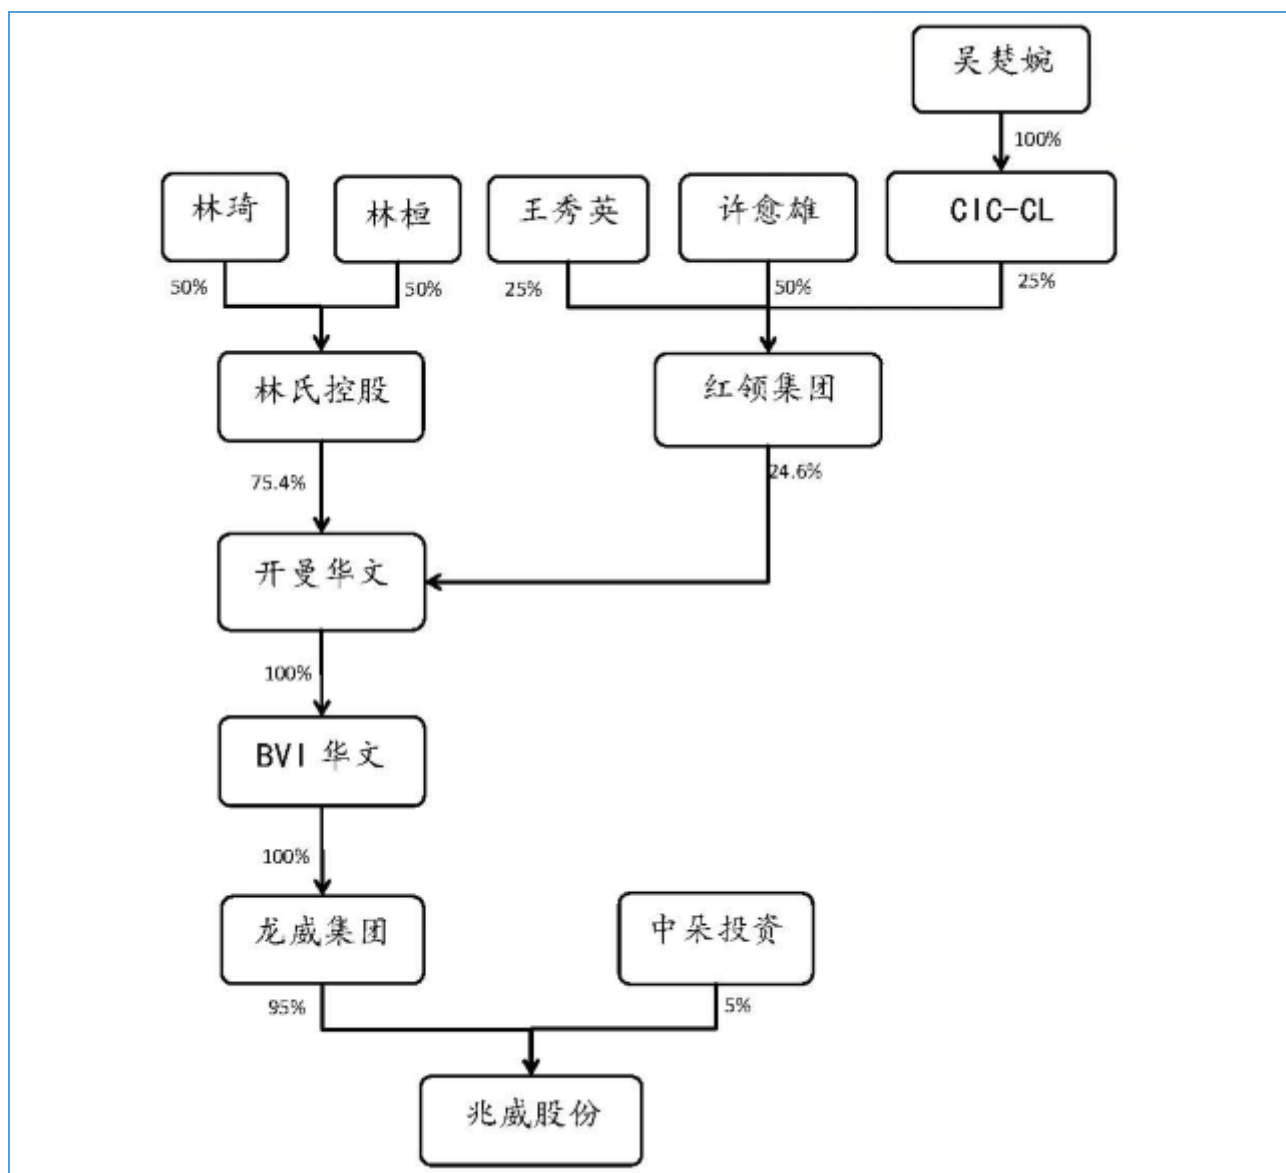 吴楚婉
100%
林琦
林桓
王秀英
许愈雄
CIC-CL
50%
50%
25%
50%
25%
林氏控股
红领集团
75.4%
24.6%
开曼华文
100%
BVI 华文
100%
龙威集团
中朵投资
95%
5%
兆威股份